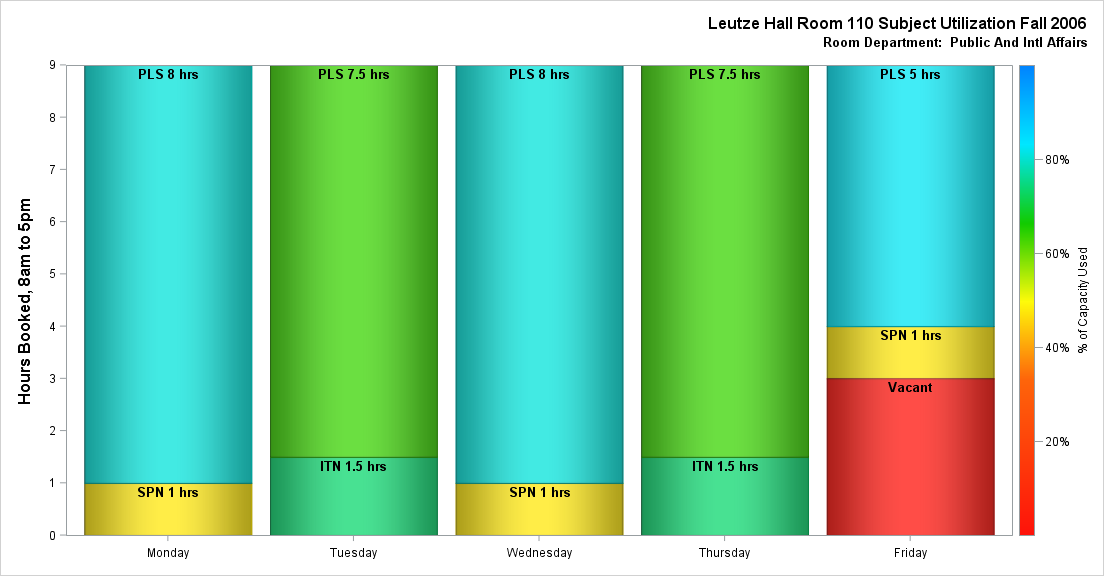 Leutze Hall Room 110 Subject Utilization Fall 2006
Room Department:  Public And Intl Affairs
Hours Booked, 8am to 5pm
9
8
7
6
5
4
3
2
1
0
PLS 8 hrs
SPN 1 hrs
PLS 7.5 hrs
ITN 1.5 hrs
PLS 8 hrs
SPN 1 hrs
PLS 7.5 hrs
ITN 1.5 hrs
PLS 5 hrs
SPN 1 hrs
Vacant
Monday
Tuesday
Wednesday
Thursday
Friday
80%
60%
40%
20%
% of Capacity Used